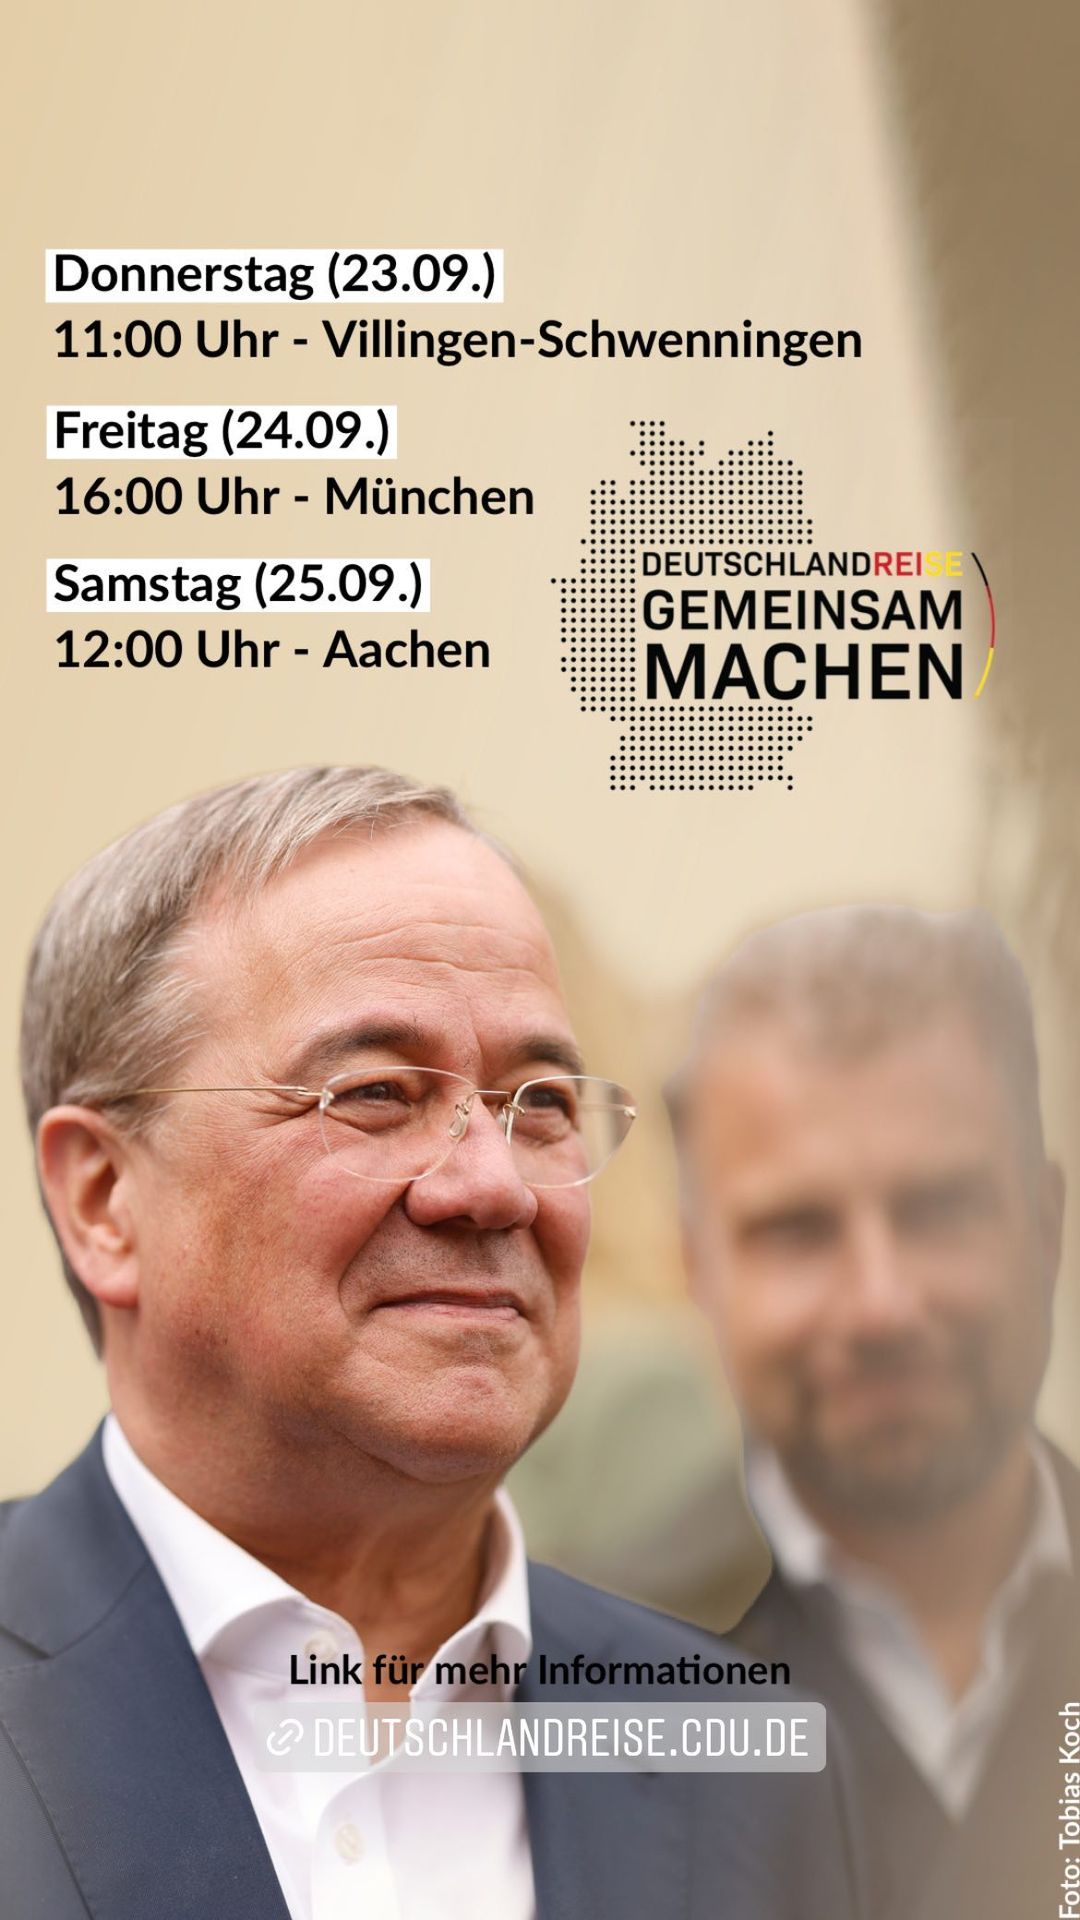 Donnerstag (23.09.)
11:00 Uhr - Villingen-Schwenningen
Freitag (24.09.)
16:00 Uhr - München
Samstag (25.09.)
12:00 Uhr - Aachen
DEUTSCHLANDREISE
GEMEINSAM
MACHEN
Link für mehr Informationen
DEUTSCHLANDREISE.CDU.DE
Foto: Tobias Koch